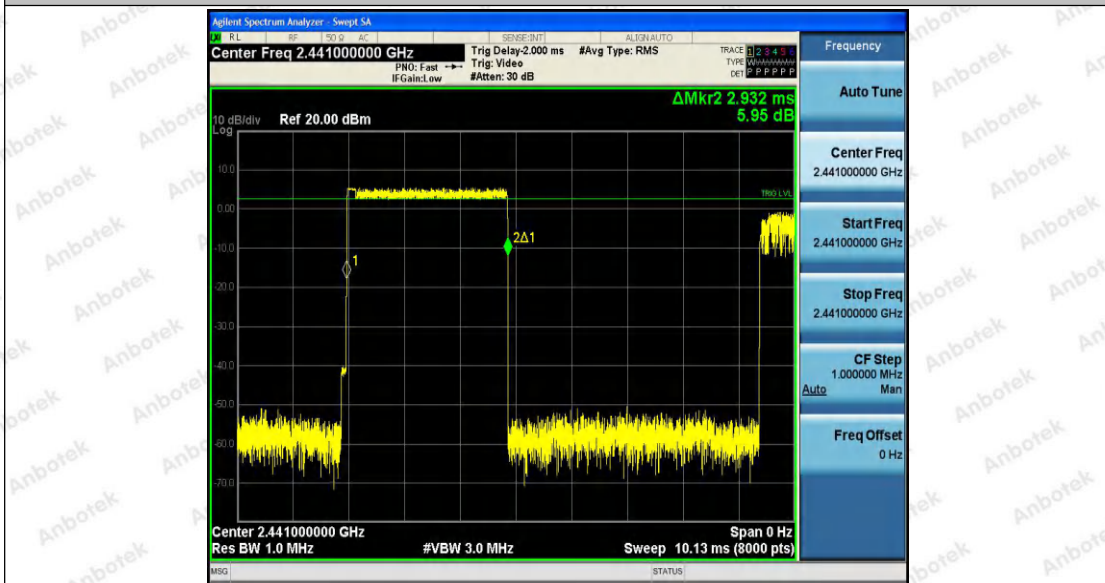 Agilent Spectrum Analyzer - Swept SA
LXI RL RF 50 Ω AC SENSE:INT ALIGN AUTO
Center Freq 2.441000000 GHz
PNO: Fast
IFGain:Low
Trig Delay-2.000 ms
Trig: Video
#Atten: 30 dB
#Avg Type: RMS
TRACE 1 2 3 4 5 6
TYPE
DET P P P P P P
ΔMkr2 2.932 ms
5.95 dB
10 dB/div Ref 20.00 dBm
Log
10.0
TRIG LVL
0.00
-10.0
2Δ1
1
-20.0
-30.0
-40.0
-50.0
-60.0
-70.0
Center 2.441000000 GHz
Span 0 Hz
Res BW 1.0 MHz
#VBW 3.0 MHz
Sweep 10.13 ms (8000 pts)
MSG
STATUS
Frequency
Auto Tune
Center Freq
2.441000000 GHz
Start Freq
2.441000000 GHz
Stop Freq
2.441000000 GHz
CF Step
1.000000 MHz
Auto Man
Freq Offset
0 Hz
Anbotek